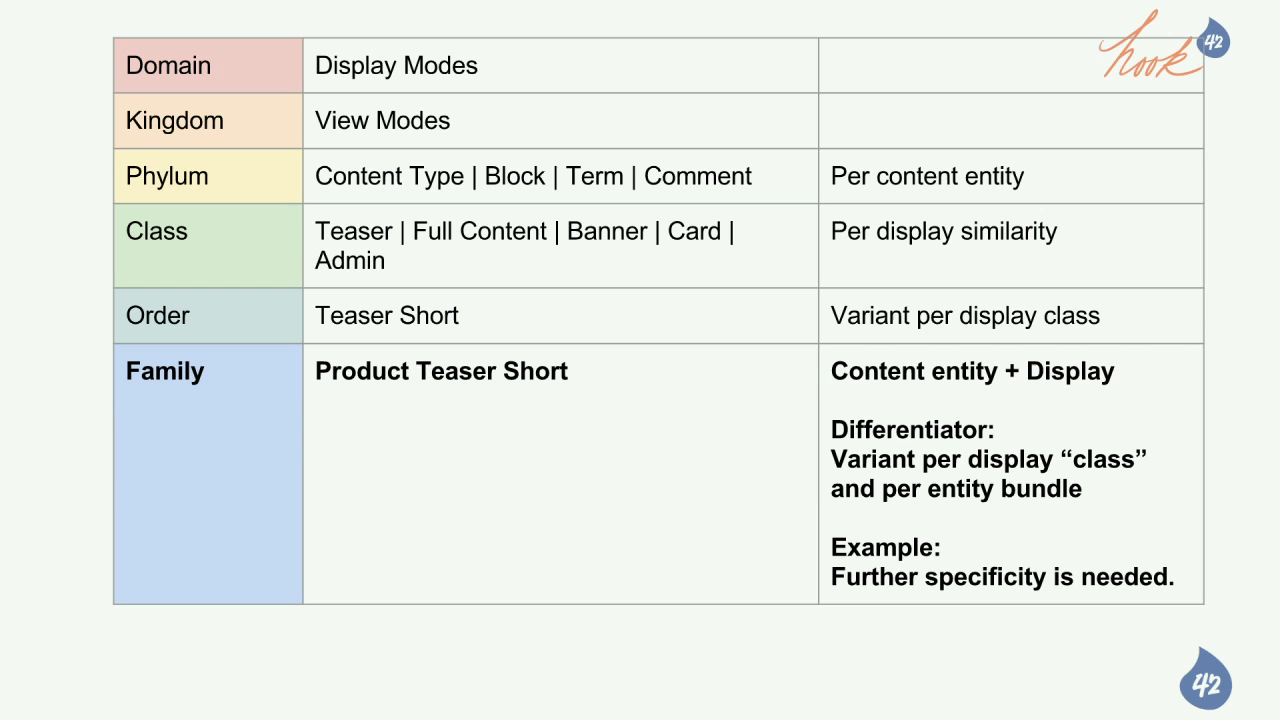 hook 42
Domain
Display Modes
Kingdom
View Modes
Phylum
Content Type | Block | Term | Comment
Per content entity
Class
Teaser | Full Content | Banner | Card |
Admin
Per display similarity
Order
Teaser Short
Variant per display class
Family
Product Teaser Short
Content entity + Display
Differentiator:
Variant per display “class”
and per entity bundle
Example:
Further specificity is needed.
42